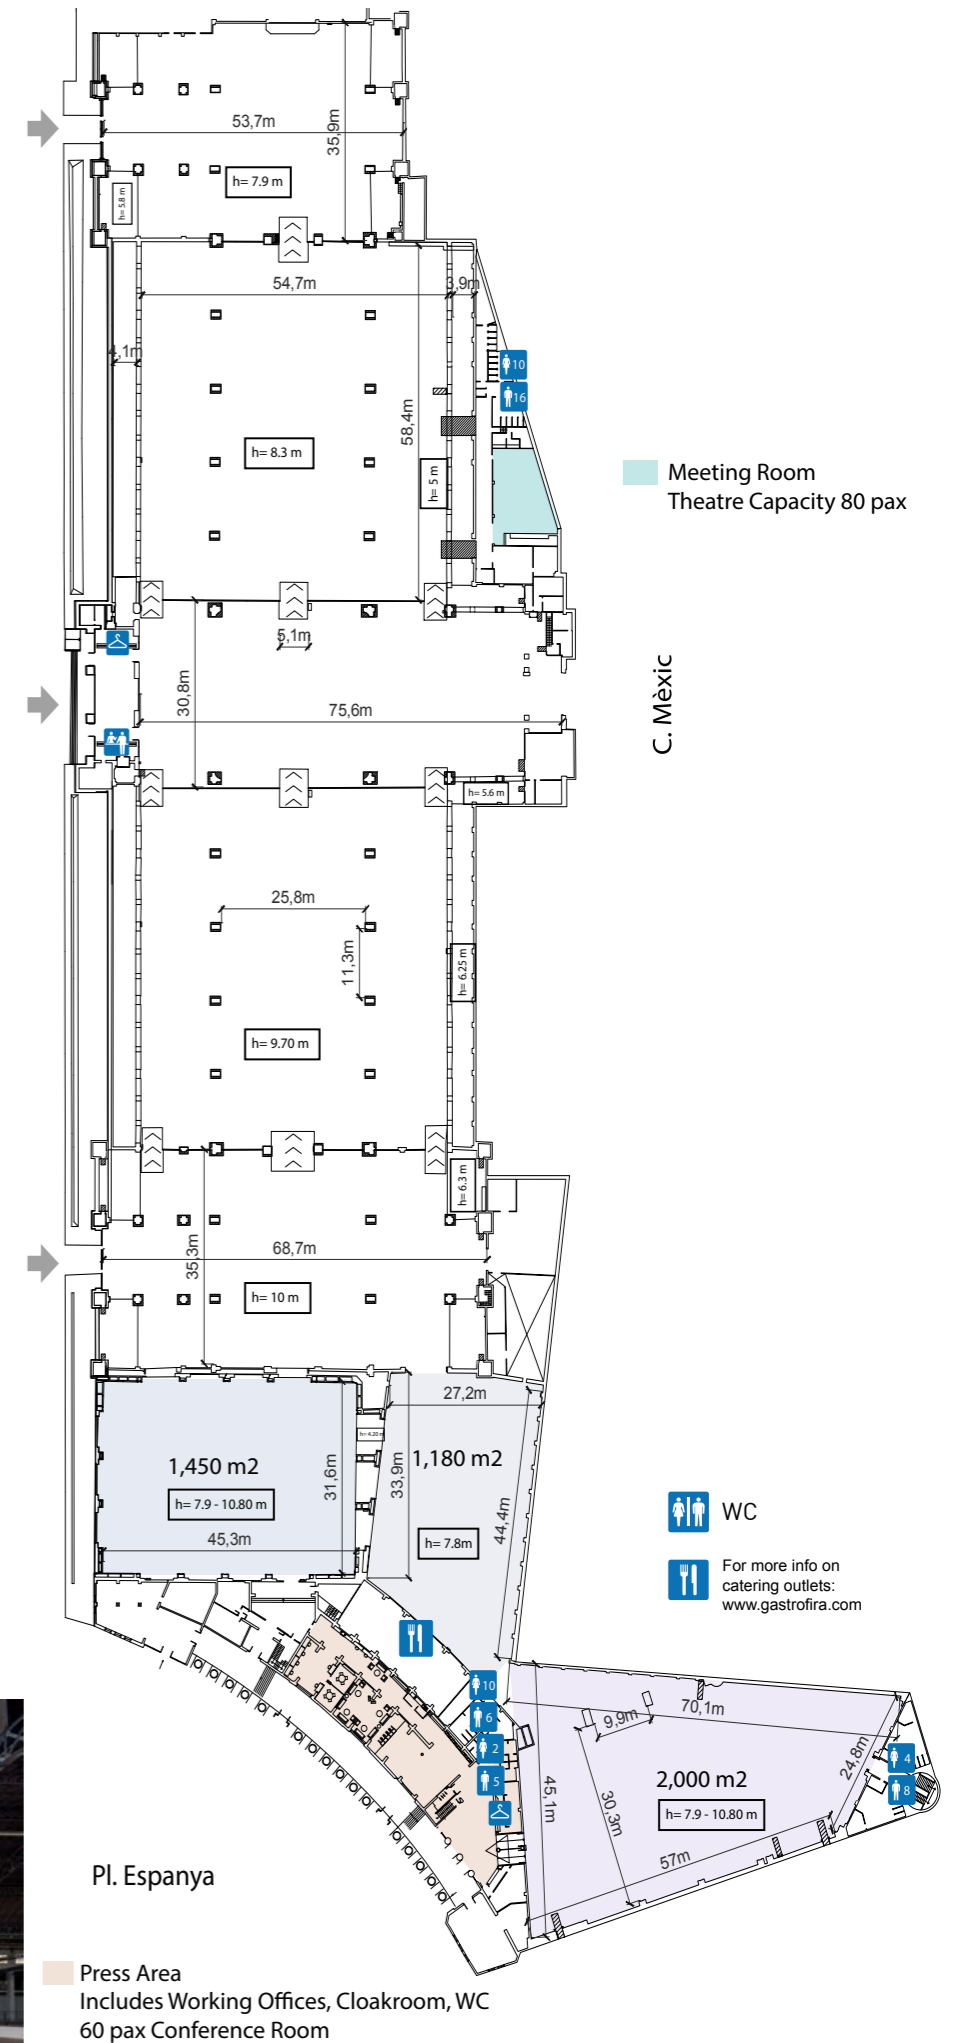 53,7m
35,9m
h= 7.9 m
h= 5.8 m
54,7m
3,9m
4,1m
10
16
58,4m
h= 8.3 m
h= 5 m
Meeting Room
Theatre Capacity 80 pax
5,1m
30,8m
75,6m
C. Mèxic
h= 5.6 m
25,8m
11,3m
h= 6.25 m
h= 9.70 m
h= 6.3 m
35,3m
68,7m
h= 10 m
27,2m
h= 4.20 m
1,450 m2
1,180 m2
31,6m
33,9m
h= 7.9 - 10.80 m
44,4m
45,3m
h= 7.8m
WC
For more info on
catering outlets:
www.gastrofira.com
10
6
2
5
70,1m
9,9m
24,8m
4
8
45,1m
30,3m
2,000 m2
h= 7.9 - 10.80 m
57m
Pl. Espanya
Press Area
Includes Working Offices, Cloakroom, WC
60 pax Conference Room